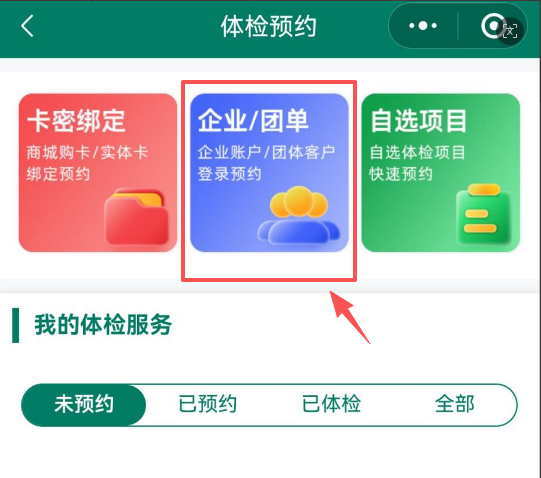 体检预约
卡密绑定
商城购卡/实体卡
绑定预约
企业/团单
企业账户/团体客户
登录预约
自选项目
自选体检项目
快速预约
我的体检服务
未预约
已预约
已体检
全部